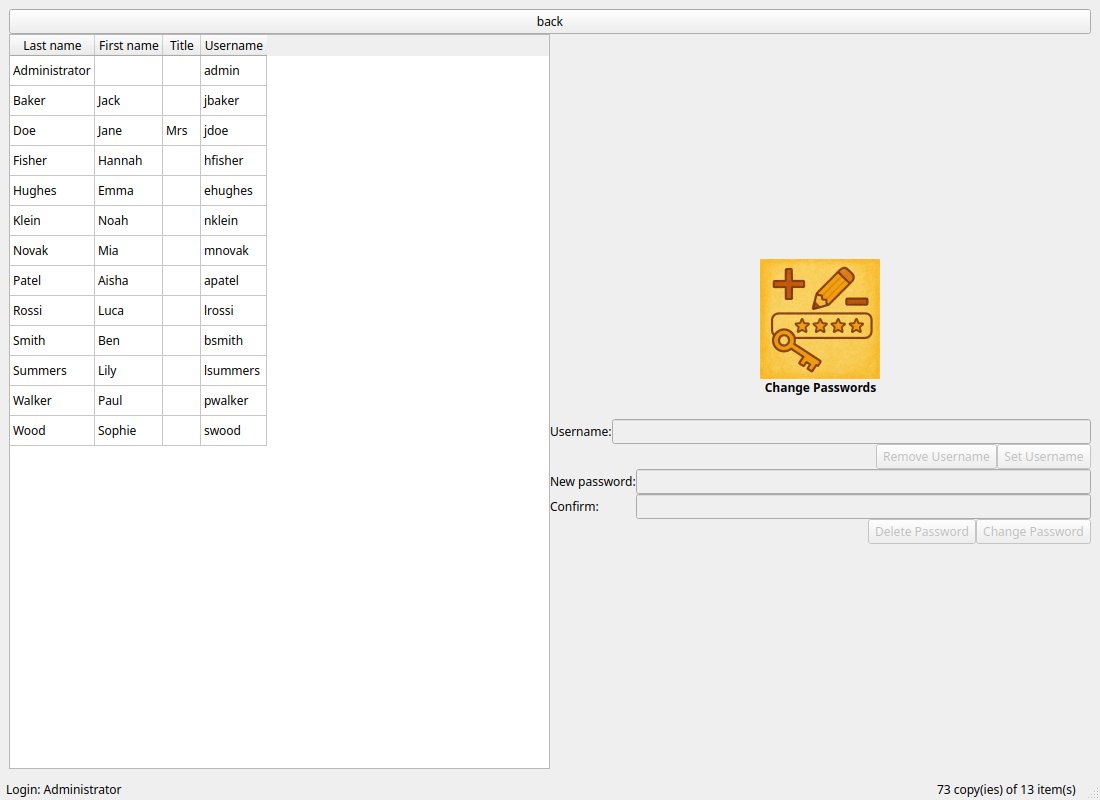 back
Last name First name Title Username
Administrator admin
Baker Jack jbaker
Doe Jane Mrs jdoe
Fisher Hannah hfisher
Hughes Emma ehughes
Klein Noah nklein
Novak Mia mnovak
Patel Aisha apatel
Rossi Luca lrossi
Smith Ben bsmith
Summers Lily lsummers
Walker Paul pwalker
Wood Sophie swood
Change Passwords
Username:
Remove Username Set Username
New password:
Confirm:
Delete Password Change Password
Login: Administrator 73 copy(ies) of 13 item(s)